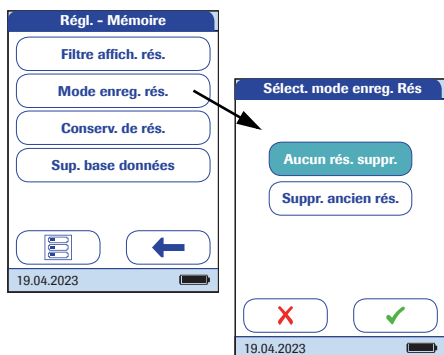 Régl. - Mémoire
Filtre affich. rés.
Mode enreg. rés.
Conserv. de rés.
Sup. base données
19.04.2023
Sélect. mode enreg. Rés
Aucun rés. suppr.
Suppr. ancien rés.
19.04.2023